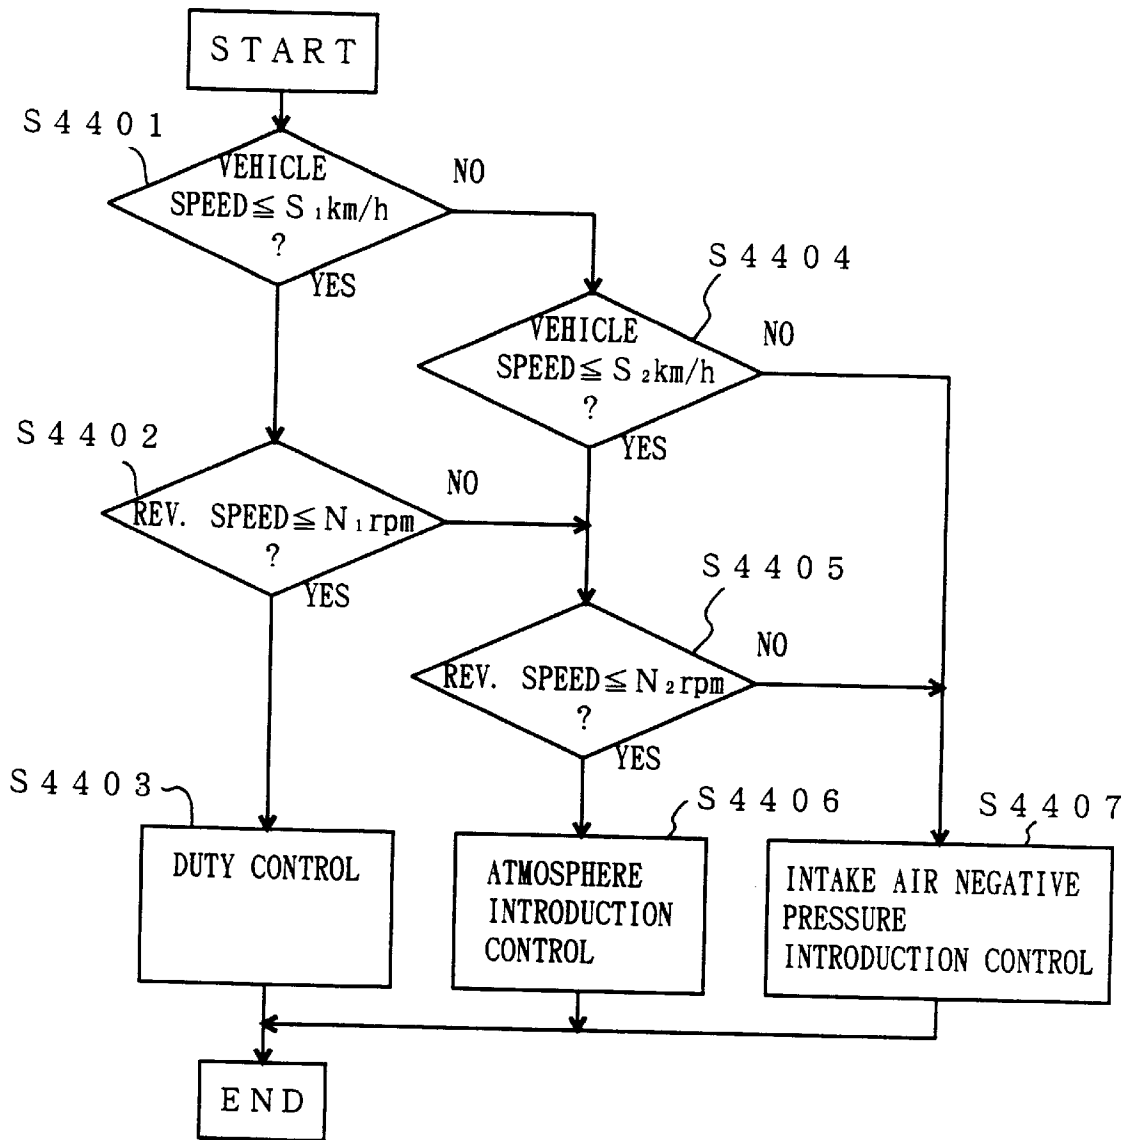 START
S4401
VEHICLE
SPEED≦S₁km/h
?
NO
YES
S4404
VEHICLE
SPEED≦S₂km/h
?
NO
YES
S4402
REV. SPEED≦N₁rpm
?
NO
YES
S4405
REV. SPEED≦N₂rpm
?
NO
YES
S4403
DUTY CONTROL
S4406
ATMOSPHERE
INTRODUCTION
CONTROL
S4407
INTAKE AIR NEGATIVE
PRESSURE
INTRODUCTION CONTROL
END